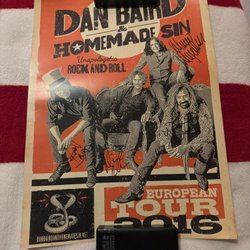 DAN BAIRD
&
HOMEMADE SIN
Unapologetic
ROCK AND ROLL
EUROPEAN
TOUR
2016